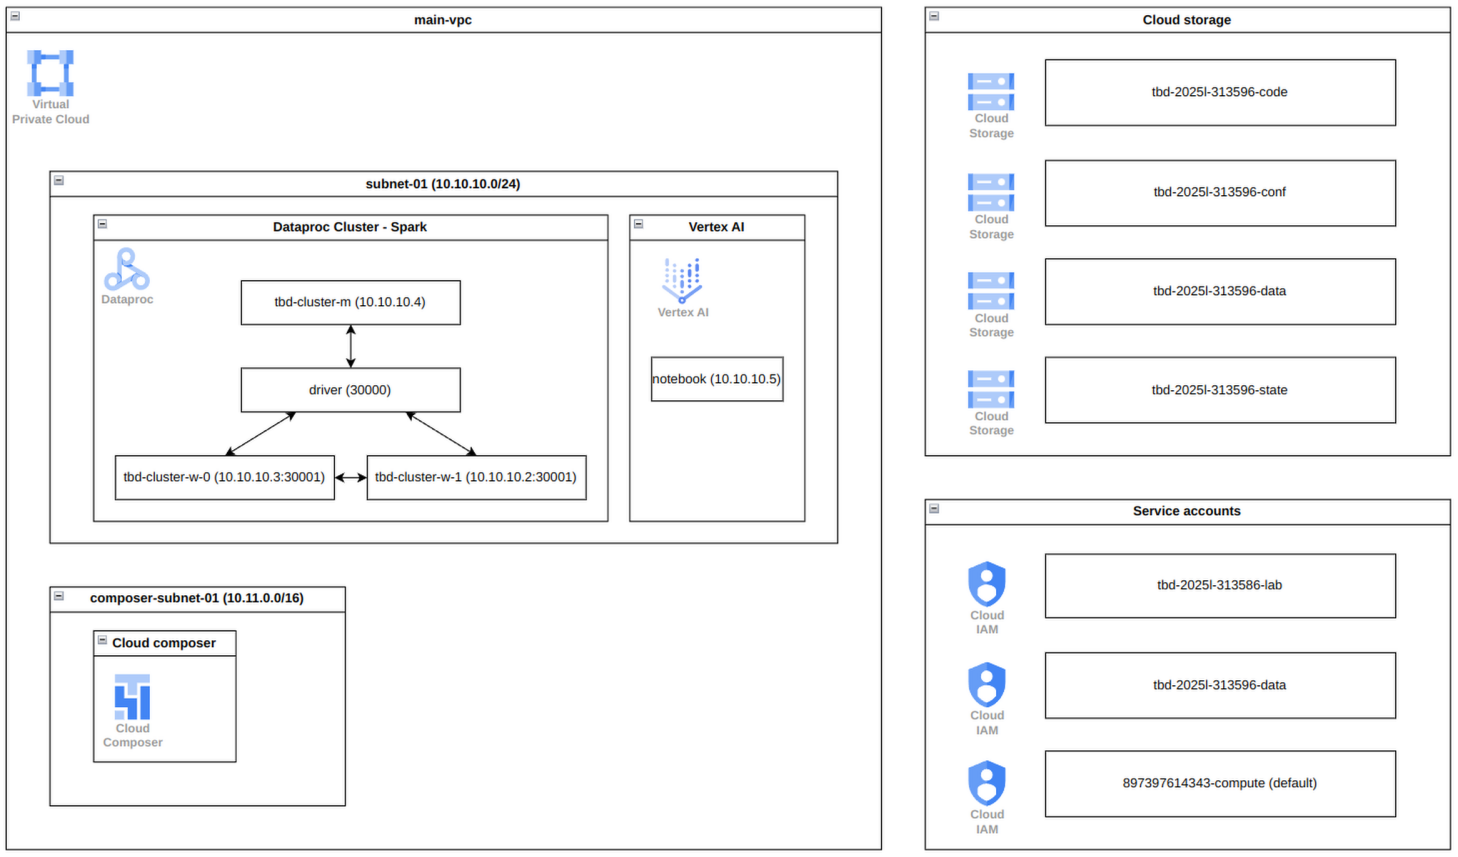 main-vpc
Virtual
Private Cloud
subnet-01 (10.10.10.0/24)
Dataproc Cluster - Spark
Dataproc
tbd-cluster-m (10.10.10.4)
driver (30000)
tbd-cluster-w-0 (10.10.10.3:30001)
tbd-cluster-w-1 (10.10.10.2:30001)
Vertex AI
Vertex AI
notebook (10.10.10.5)
composer-subnet-01 (10.11.0.0/16)
Cloud composer
Cloud
Composer
Cloud storage
Cloud
Storage
tbd-2025l-313596-code
Cloud
Storage
tbd-2025l-313596-conf
Cloud
Storage
tbd-2025l-313596-data
Cloud
Storage
tbd-2025l-313596-state
Service accounts
Cloud
IAM
tbd-2025l-313586-lab
Cloud
IAM
tbd-2025l-313596-data
Cloud
IAM
897397614343-compute (default)